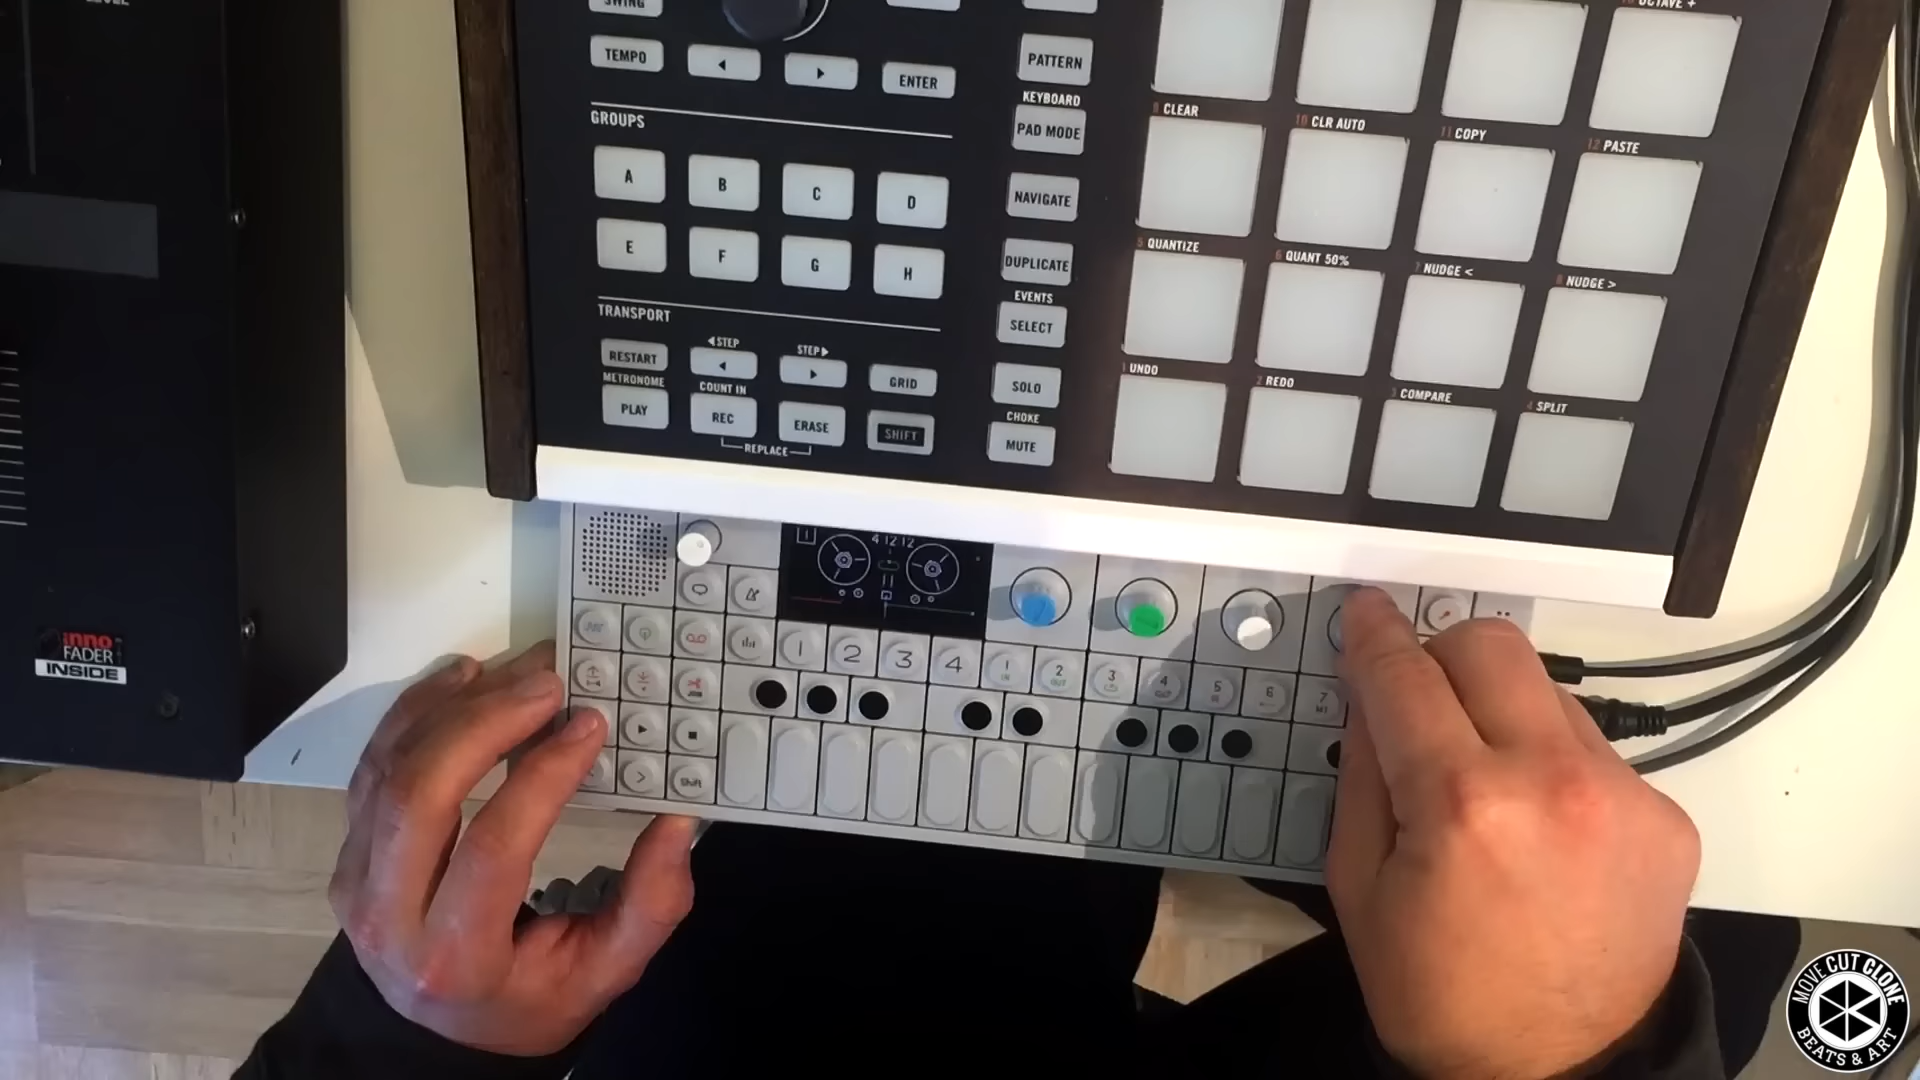 LEVEL
SWING
TEMPO
ENTER
GROUPS
A
B
C
D
E
F
G
H
TRANSPORT
RESTART
◀STEP
STEP▶
GRID
METRONOME
COUNT IN
PLAY
REC
ERASE
SHIFT
REPLACE
PATTERN
KEYBOARD
PAD MODE
NAVIGATE
DUPLICATE
EVENTS
SELECT
SOLO
CHOKE
MUTE
OCTAVE +
9 CLEAR
10 CLR AUTO
11 COPY
12 PASTE
5 QUANTIZE
6 QUANT 50%
7 NUDGE <
8 NUDGE >
1 UNDO
2 REDO
3 COMPARE
4 SPLIT
inno
FADER
INSIDE
4 12 12
1
2
3
4
1
IN
2
OUT
3
4
5
6
7
Shift
MOVE CUT CLONE
BEATS & ART